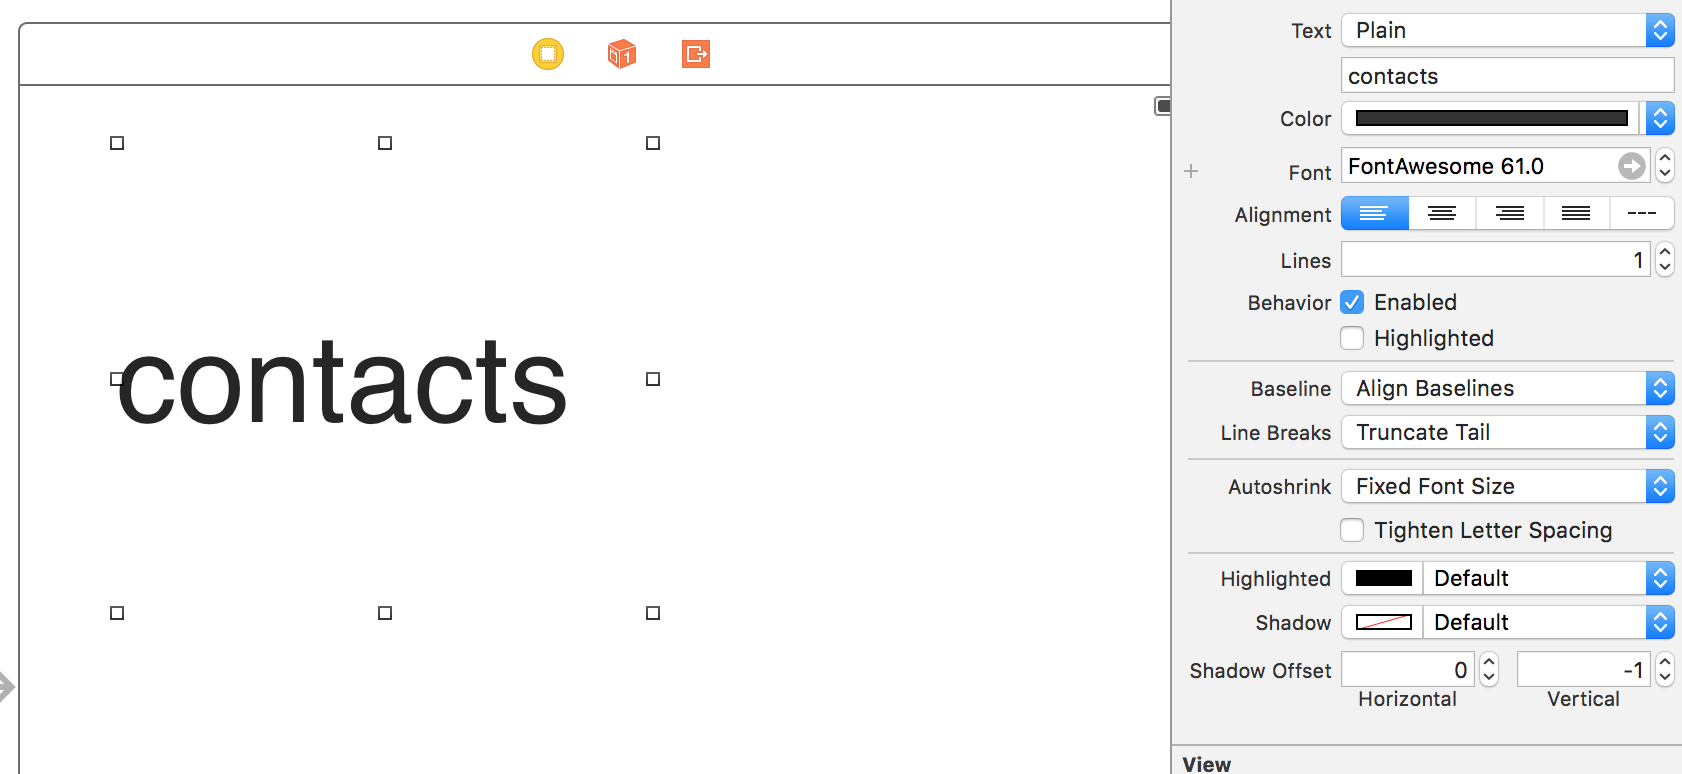 contacts
Text Plain
contacts
Color
Font FontAwesome 61.0
Alignment
Lines 1
Behavior Enabled
Highlighted
Baseline Align Baselines
Line Breaks Truncate Tail
Autoshrink Fixed Font Size
Tighten Letter Spacing
Highlighted Default
Shadow Default
Shadow Offset 0 -1
Horizontal Vertical
View